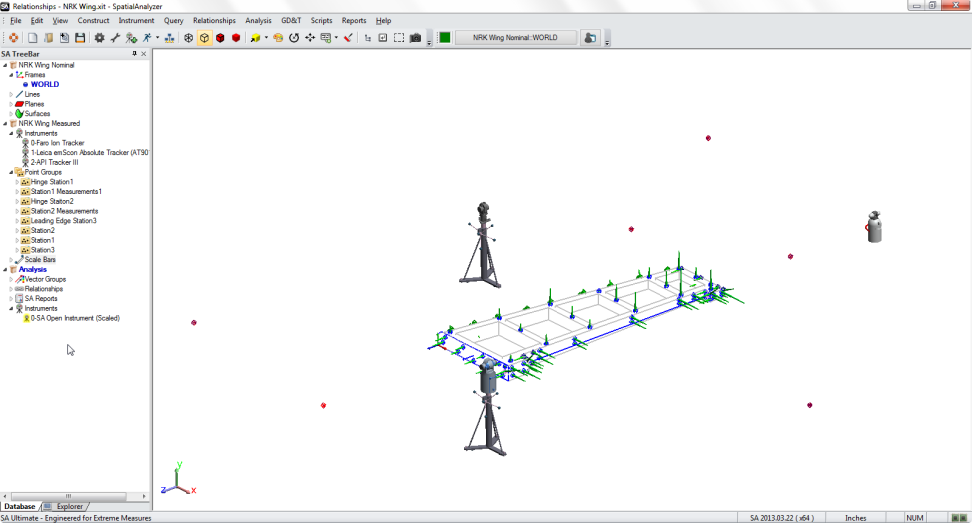 SA Relationships - NRK Wing.xit - SpatialAnalyzer
File Edit View Construct Instrument Query Relationships Analysis GD&T Scripts Reports Help
NRK Wing Nominal::WORLD
SA TreeBar
NRK Wing Nominal
Frames
WORLD
Lines
Planes
Surfaces
NRK Wing Measured
Instruments
0-Faro Ion Tracker
1-Leica emScon Absolute Tracker (AT90
2-API Tracker III
Point Groups
Hinge Station1
Station1 Measurements1
Hinge Station2
Station2 Measurements
Leading Edge Station3
Station2
Station1
Station3
Scale Bars
Analysis
Vector Groups
Relationships
SA Reports
Instruments
0-SA Open Instrument (Scaled)
y
z x
Database Explorer
SA Ultimate - Engineered for Extreme Measures SA 2013.03.22 ( x64 ) Inches NUM